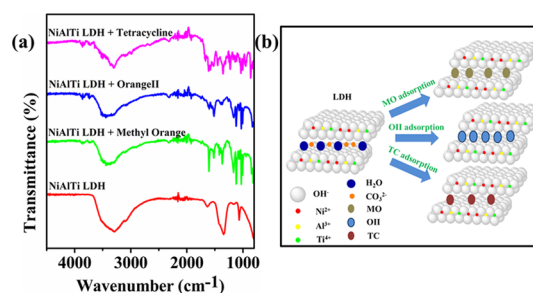 (a)
NiAlTi LDH + Tetracycline
NiAlTi LDH + OrangeII
NiAlTi LDH + Methyl Orange
NiAlTi LDH
Transmittance (%)
4500 4000 3000 2000 1000
Wavenumber (cm-1)
(b)
LDH
MO adsorption
OII adsorption
TC adsorption
OH-
Ni2+
Al3+
Ti4+
H2O
CO32-
MO
OII
TC